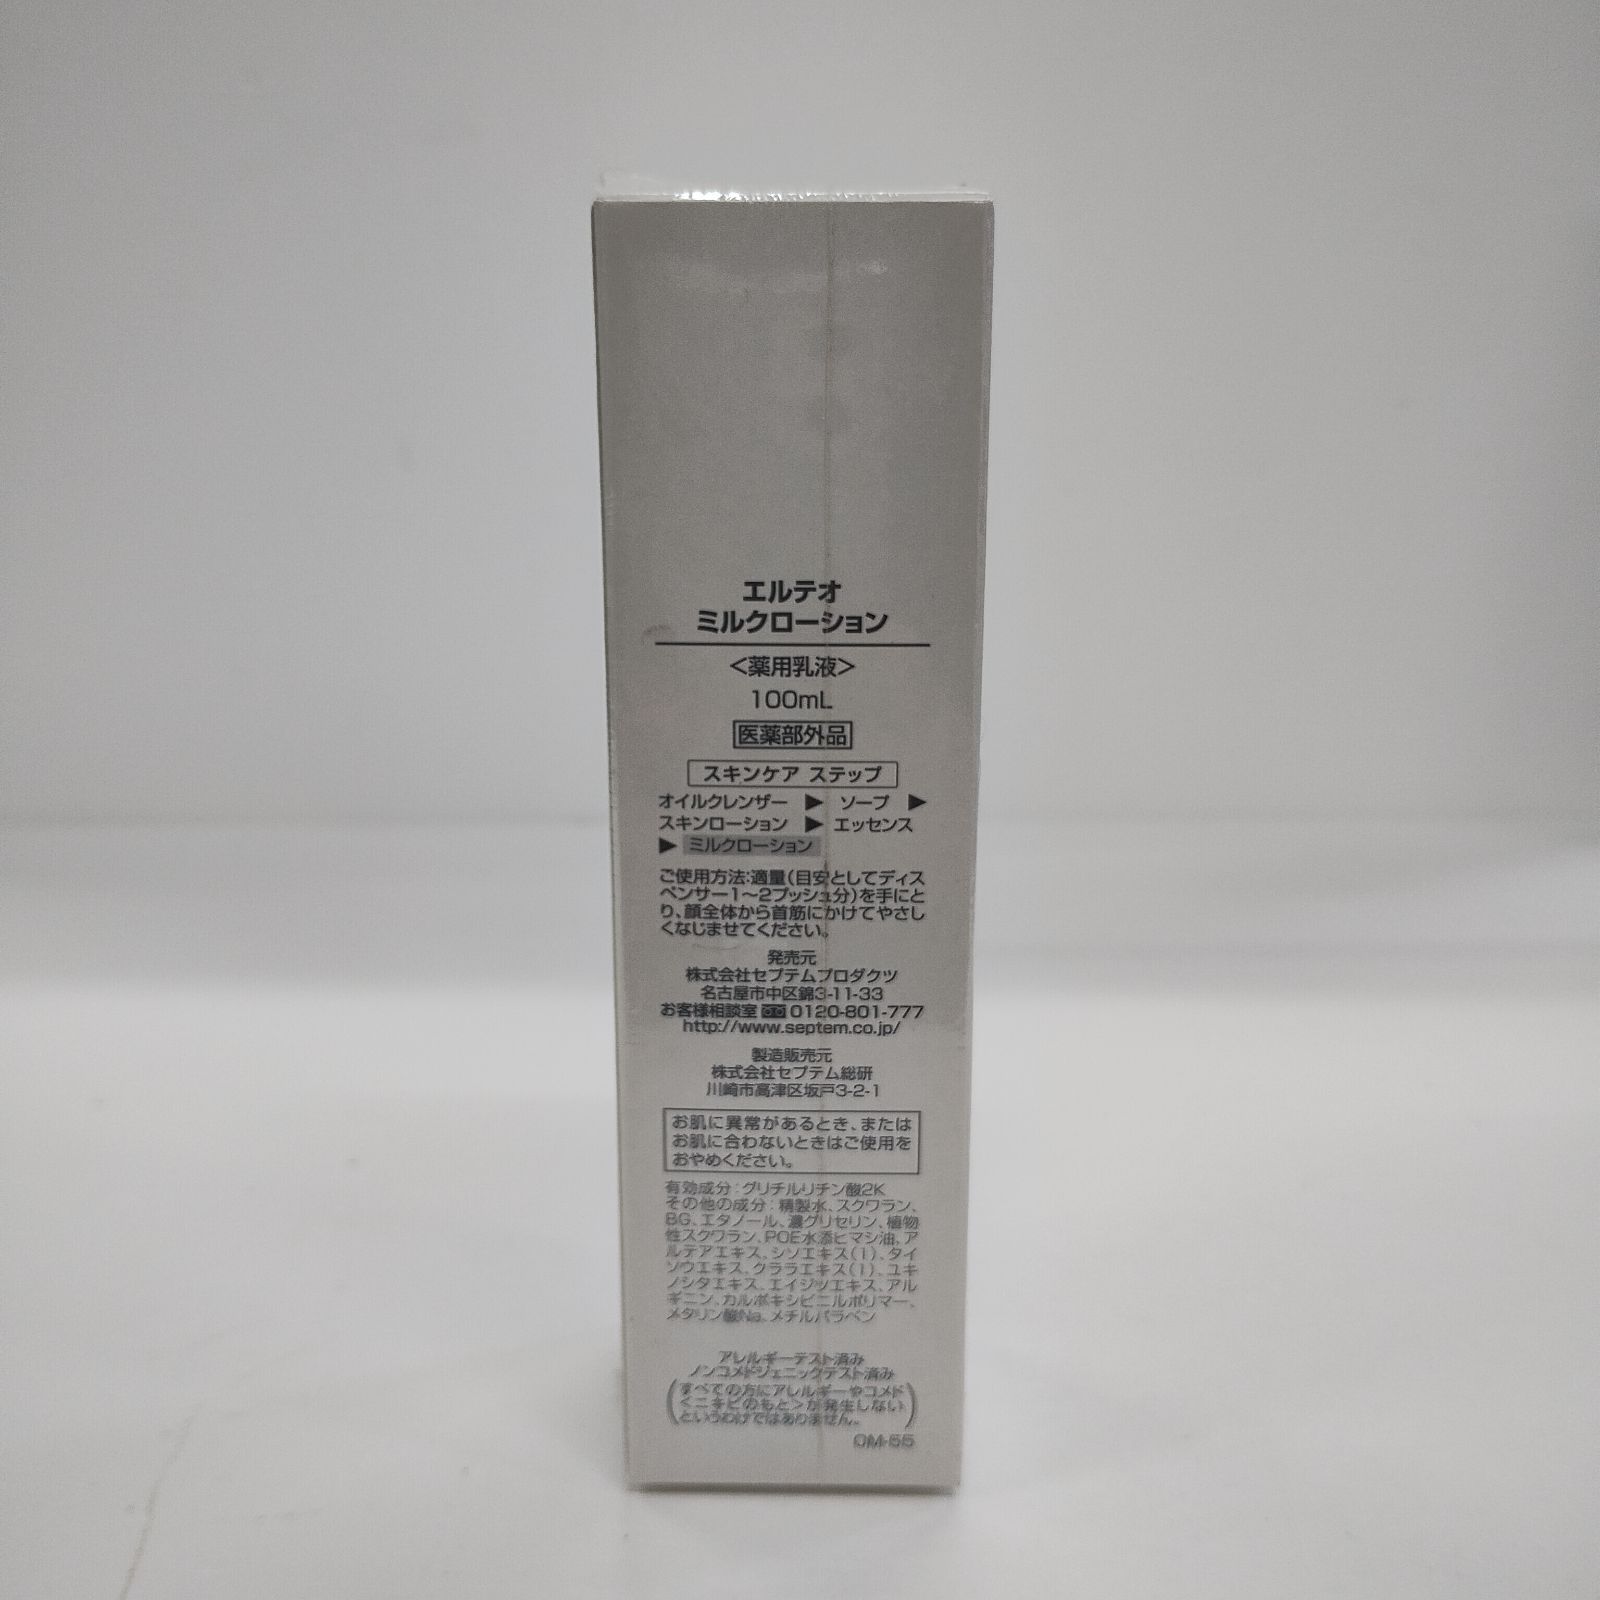 エルテオ
ミルクローション
<薬用乳液>
100mL
医薬部外品
スキンケア ステップ
オイルクレンザー ▶ ソープ ▶
スキンローション ▶ エッセンス
▶ ミルクローション
ご使用方法:適量(目安としてディス
ペンサー1〜2プッシュ分)を手にと
り、顔全体から首筋にかけてやさし
くなじませてください。
発売元
株式会社セプテムプロダクツ
名古屋市中区錦3-11-33
お客様相談室 0120-801-777
http://www.septem.co.jp/
製造販売元
株式会社セプテム総研
川崎市高津区坂戸3-2-1
お肌に異常があるとき、または
お肌に合わないときはご使用を
おやめください。
有効成分:グリチルリチン酸2K
その他の成分:精製水、スクワラン、
BG、エタノール、濃グリセリン、植物
性スクワラン、POE水添ヒマシ油、ア
ルテアエキス、シソエキス(1)、タイ
ソウエキス、クララエキス(1)、ユキ
ノシタエキス、エイジツエキス、アル
ギニン、カルボキシビニルポリマー、
メタリン酸Na、メチルパラベン
アレルギーテスト済み
ノンコメドジェニックテスト済み
(すべての方にアレルギーやコメド
<ニキビのもと>が発生しない
というわけではありません。)
OM-55